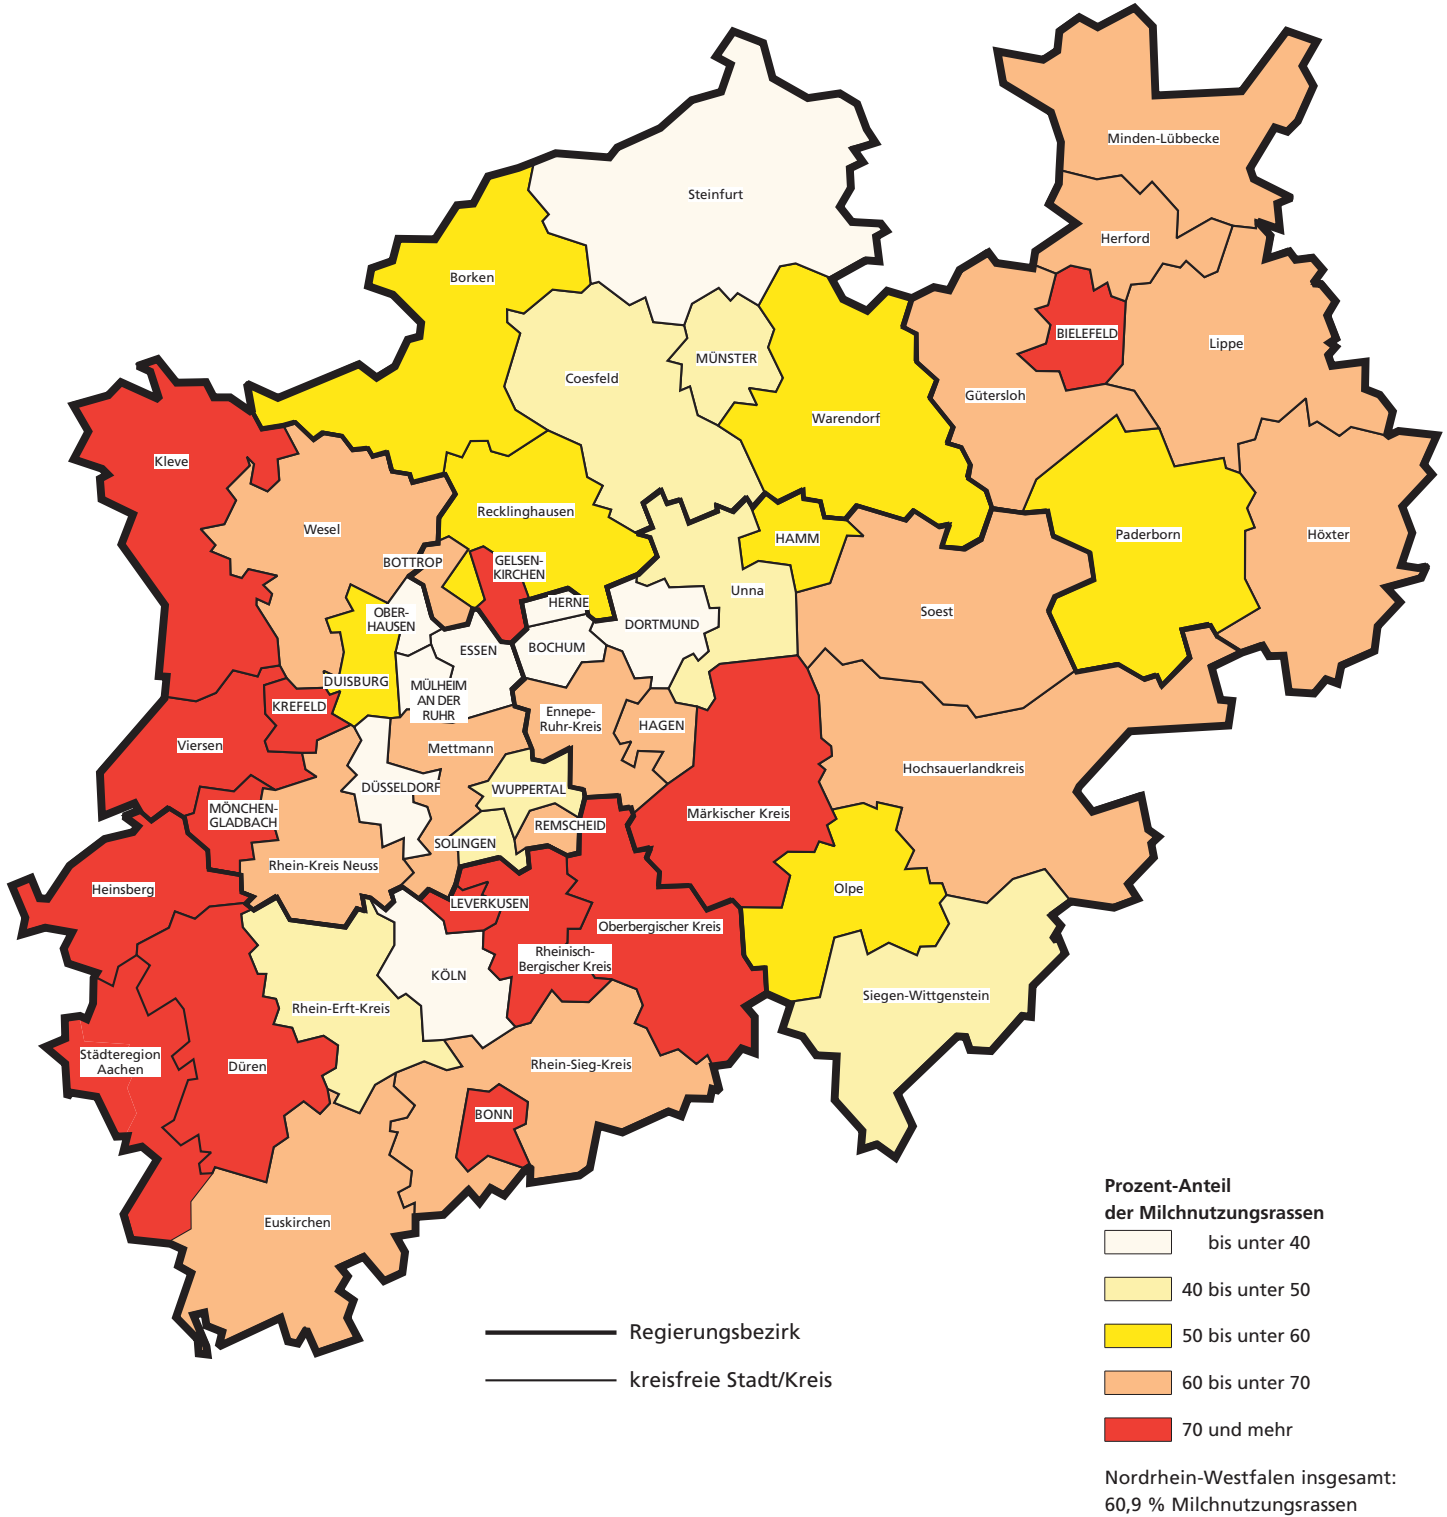 Minden-Lübbecke
Steinfurt
Herford
Borken
BIELEFELD
Lippe
MÜNSTER
Coesfeld
Gütersloh
Warendorf
Kleve
Recklinghausen
Wesel
Paderborn
Höxter
HAMM
BOTTROP
GELSEN-
KIRCHEN
Unna
HERNE
OBER-
HAUSEN
Soest
DORTMUND
BOCHUM
ESSEN
DUISBURG
MÜLHEIM
AN DER
RUHR
KREFELD
Ennepe-
Ruhr-Kreis
HAGEN
Viersen
Mettmann
Hochsauerlandkreis
DÜSSELDORF
WUPPERTAL
MÖNCHEN-
GLADBACH
Märkischer Kreis
REMSCHEID
SOLINGEN
Rhein-Kreis Neuss
Heinsberg
Olpe
LEVERKUSEN
Oberbergischer Kreis
Rheinisch-
Bergischer Kreis
KÖLN
Siegen-Wittgenstein
Rhein-Erft-Kreis
Städteregion
Aachen
Düren
Rhein-Sieg-Kreis
BONN
Euskirchen
Prozent-Anteil
der Milchnutzungsrassen
bis unter 40
40 bis unter 50
50 bis unter 60
60 bis unter 70
70 und mehr
Nordrhein-Westfalen insgesamt:
60,9 % Milchnutzungsrassen
Regierungsbezirk
kreisfreie Stadt/Kreis